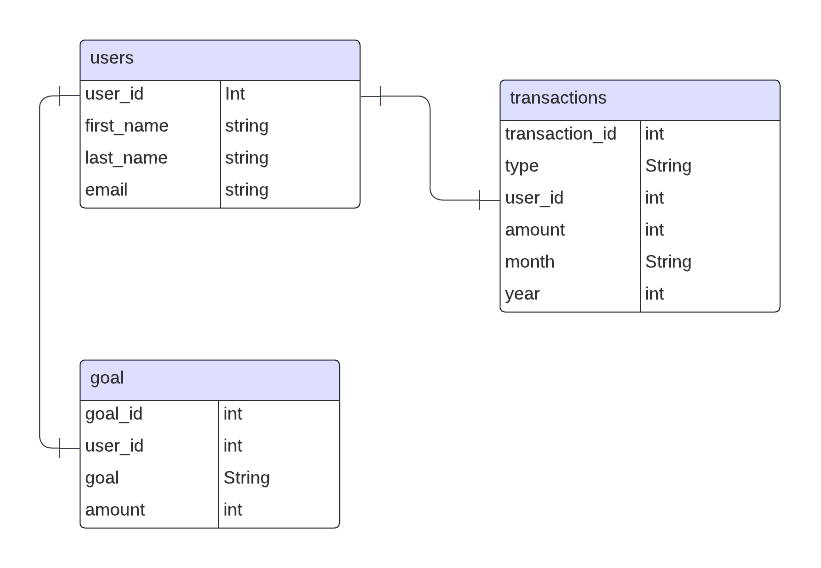 users
user_id Int
first_name string
last_name string
email string
transactions
transaction_id int
type String
user_id int
amount int
month String
year int
goal
goal_id int
user_id int
goal String
amount int